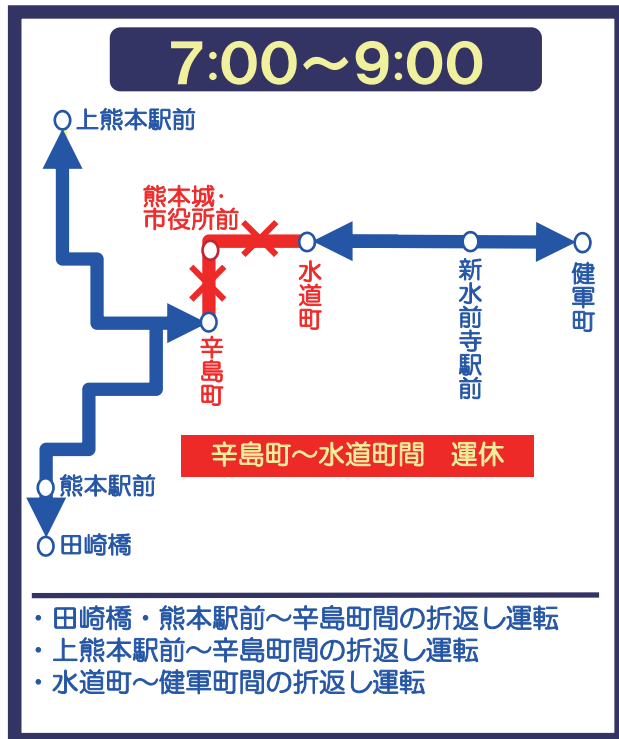 7:00～9:00
上熊本駅前
熊本城・
市役所前
水道町
新水前寺駅前
健軍町
辛島町
辛島町～水道町間　運休
熊本駅前
田崎橋
・田崎橋・熊本駅前～辛島町間の折返し運転
・上熊本駅前～辛島町間の折返し運転
・水道町～健軍町間の折返し運転